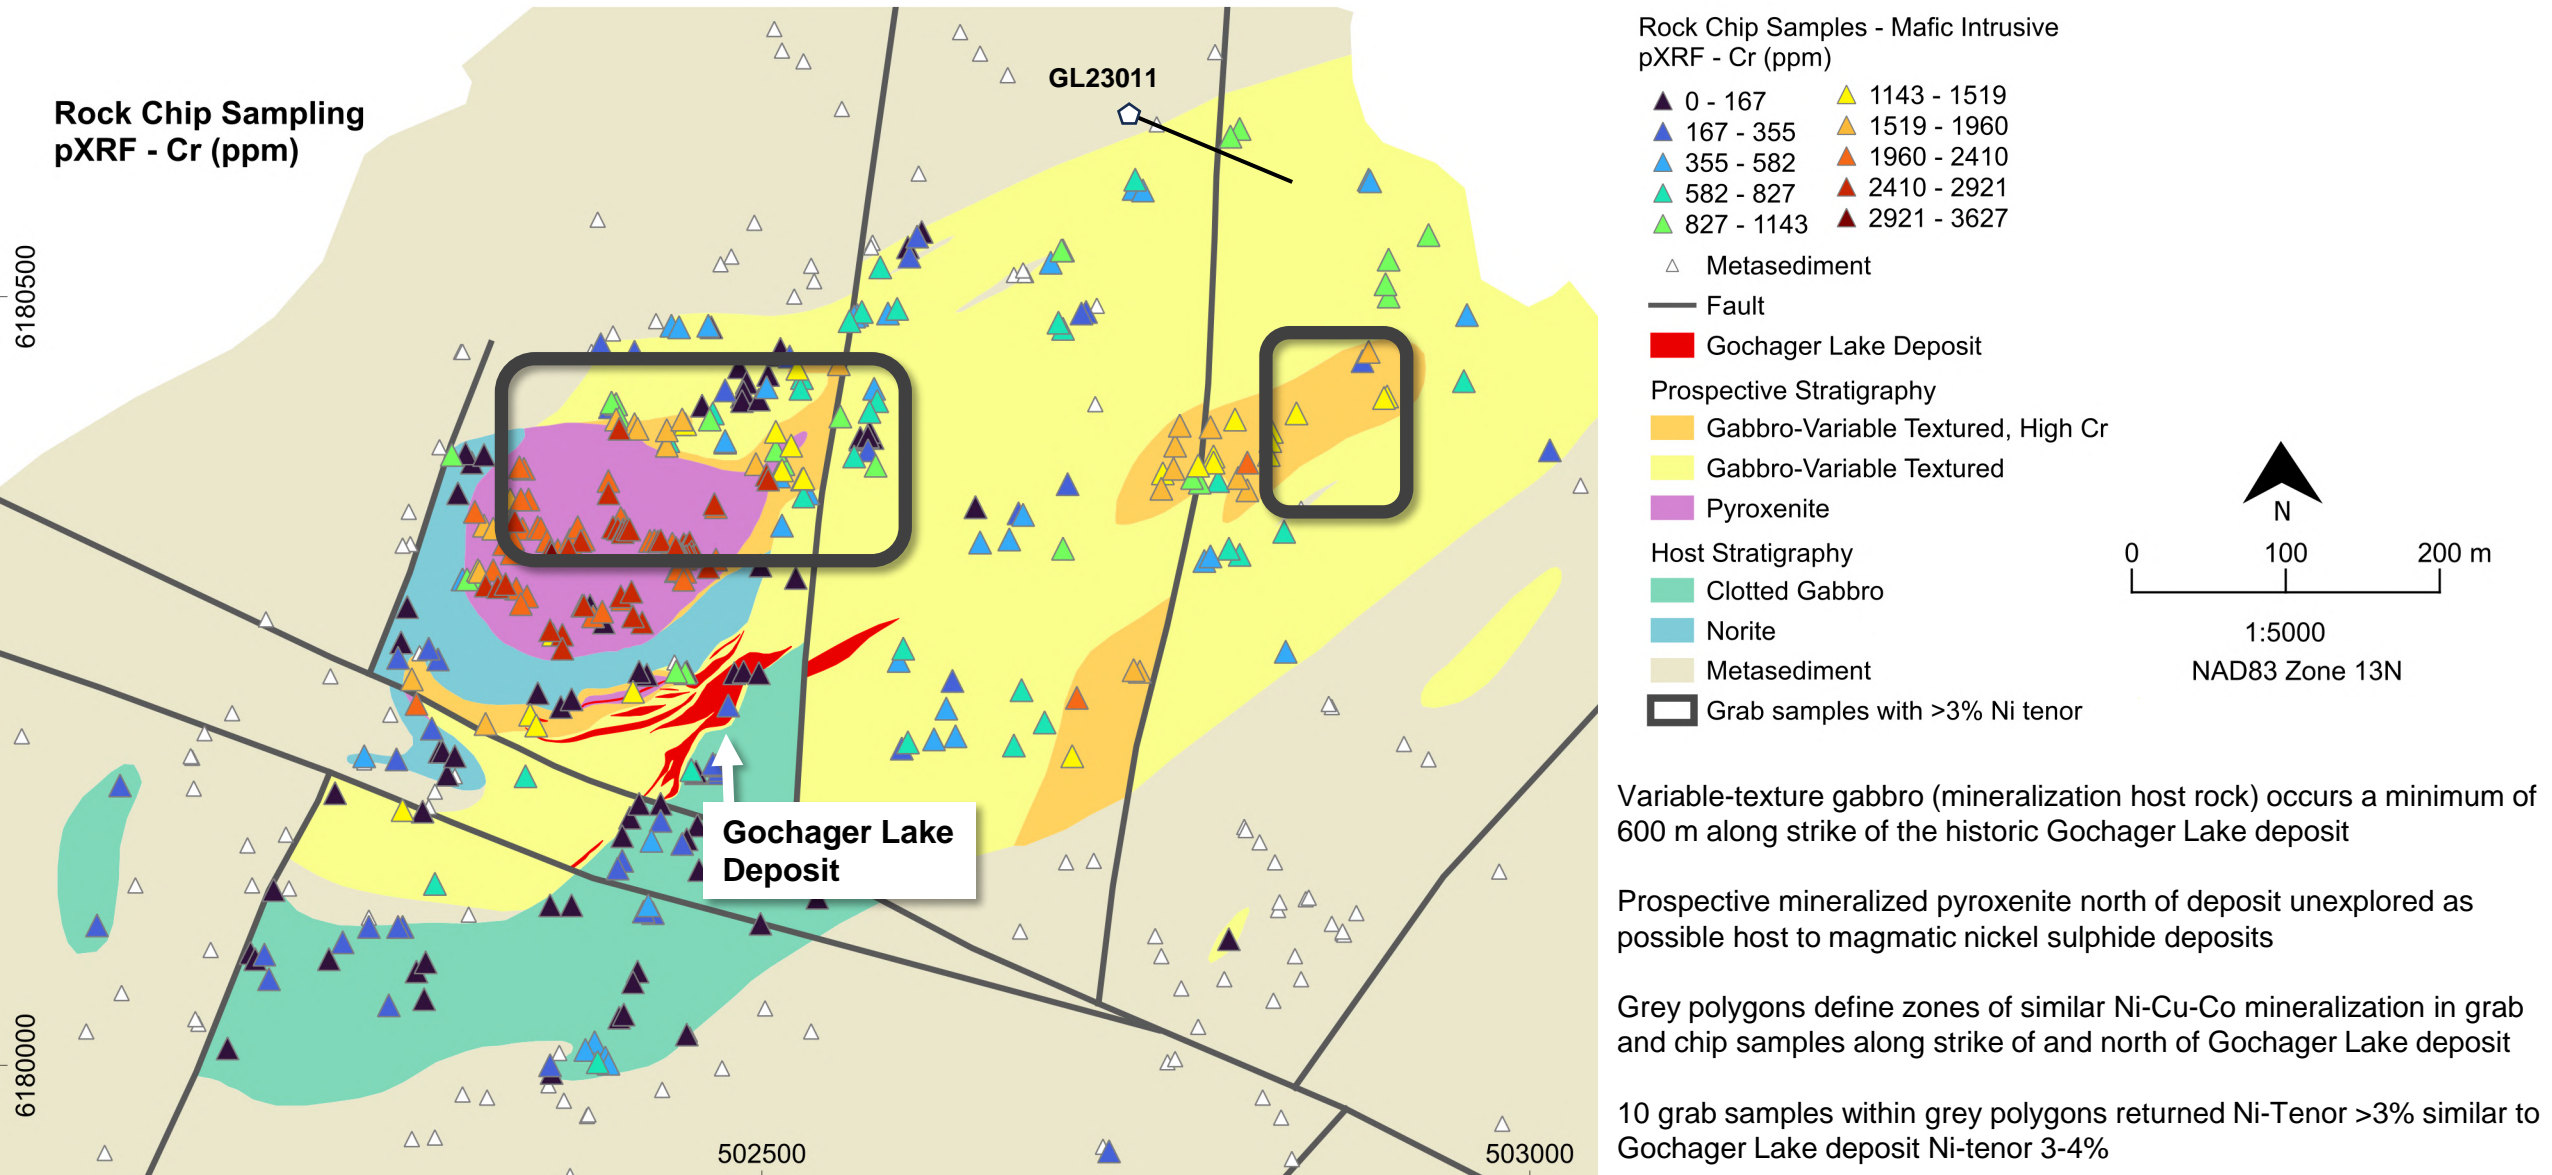 Rock Chip Sampling
pXRF - Cr (ppm)
GL23011
6180500
6180000
502500
503000
Gochager Lake
Deposit
Rock Chip Samples - Mafic Intrusive
pXRF - Cr (ppm)
0 - 167
167 - 355
355 - 582
582 - 827
827 - 1143
1143 - 1519
1519 - 1960
1960 - 2410
2410 - 2921
2921 - 3627
Metasediment
Fault
Gochager Lake Deposit
Prospective Stratigraphy
Gabbro-Variable Textured, High Cr
Gabbro-Variable Textured
Pyroxenite
Host Stratigraphy
Clotted Gabbro
Norite
Metasediment
Grab samples with >3% Ni tenor
N
0 100 200 m
1:5000
NAD83 Zone 13N
Variable-texture gabbro (mineralization host rock) occurs a minimum of
600 m along strike of the historic Gochager Lake deposit
Prospective mineralized pyroxenite north of deposit unexplored as
possible host to magmatic nickel sulphide deposits
Grey polygons define zones of similar Ni-Cu-Co mineralization in grab
and chip samples along strike of and north of Gochager Lake deposit
10 grab samples within grey polygons returned Ni-Tenor >3% similar to
Gochager Lake deposit Ni-tenor 3-4%